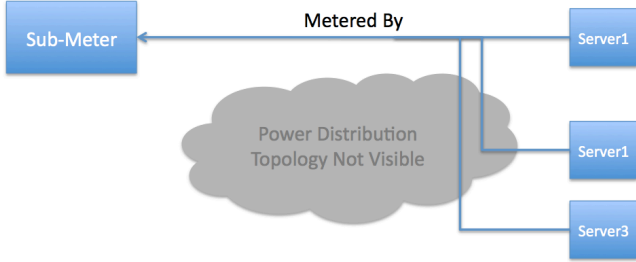 Metered By
Sub-Meter
Server1
Power Distribution
Topology Not Visible
Server1
Server3